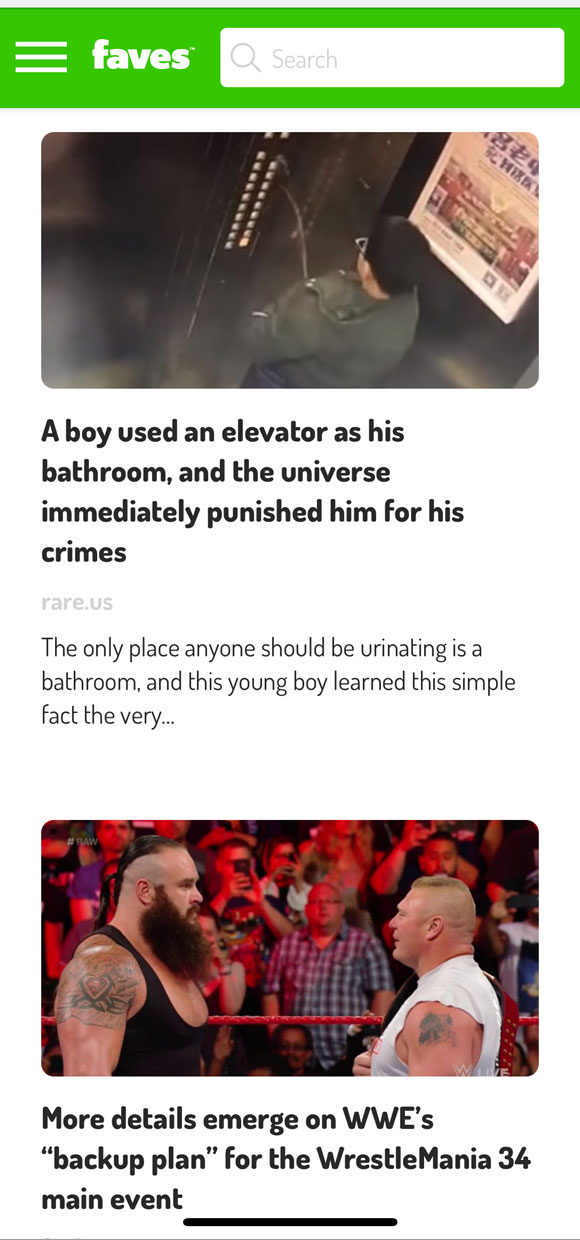 faves™
Search
A boy used an elevator as his
bathroom, and the universe
immediately punished him for his
crimes
rare.us
The only place anyone should be urinating is a
bathroom, and this young boy learned this simple
fact the very...
# RAW
W LIVE
More details emerge on WWE’s
“backup plan” for the WrestleMania 34
main event